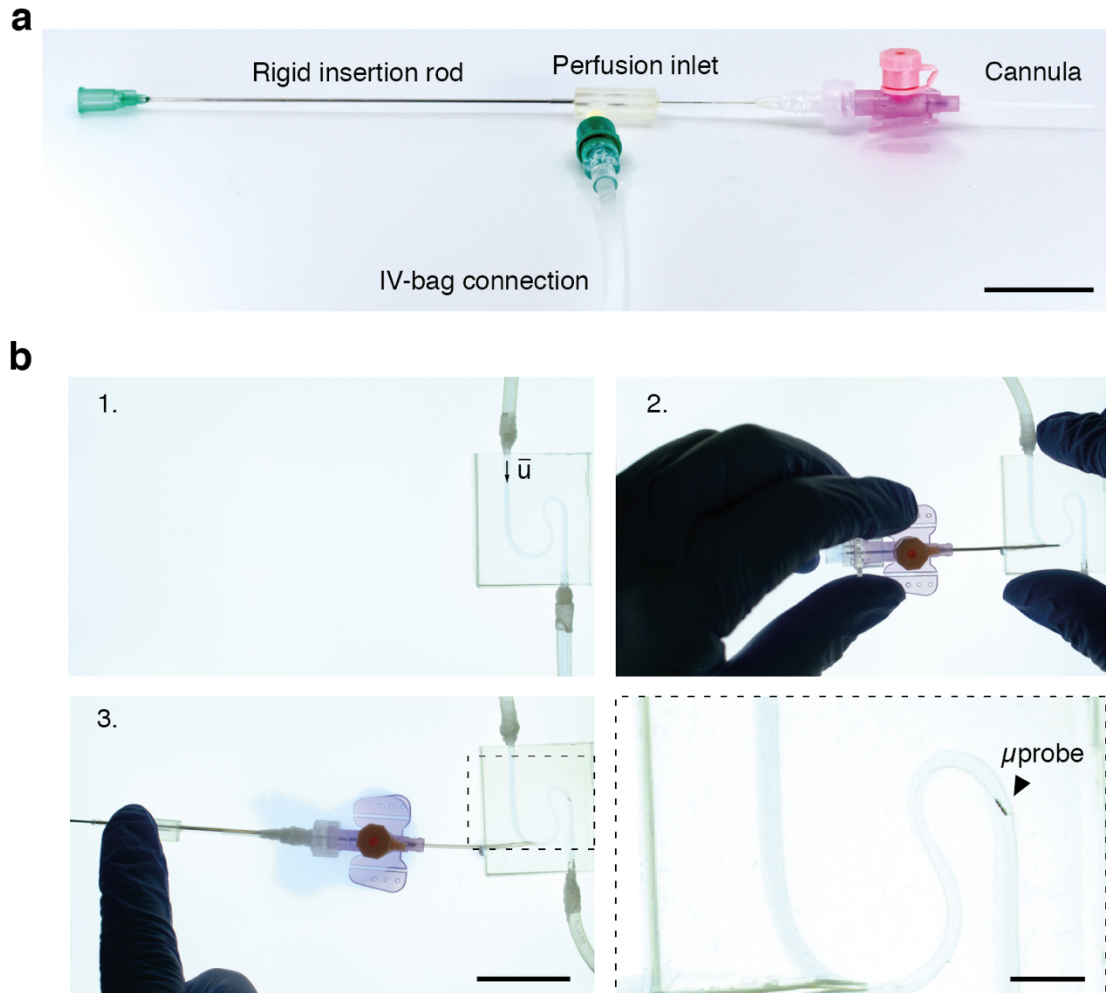 a
Rigid insertion rod
Perfusion inlet
Cannula
IV-bag connection
b
1.
u̅
2.
3.
μprobe